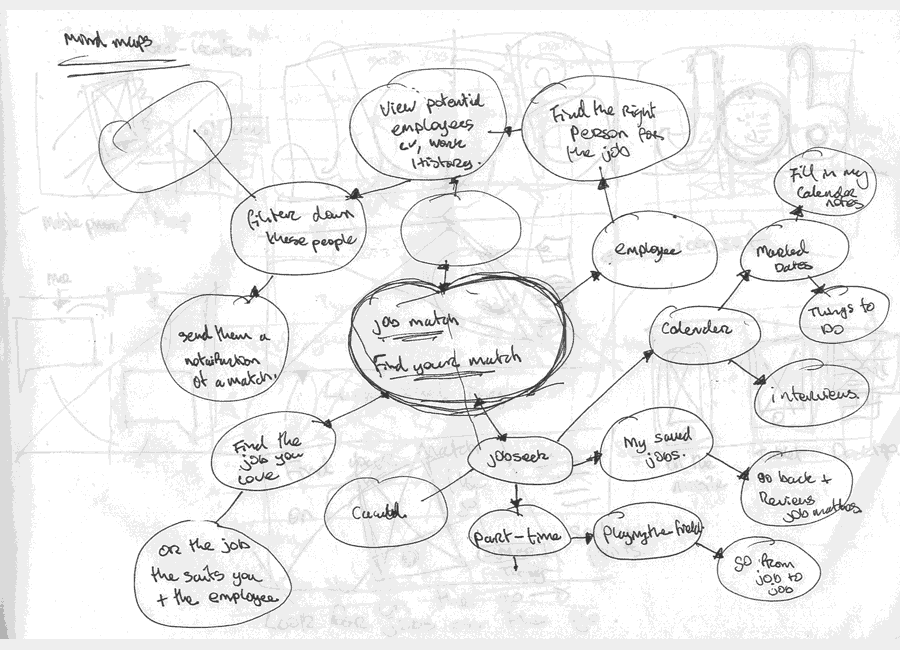 Mind maps
View potential
employees
cv, work
History.
Find the Right
Person for
the job
Fill in my
Calender
notes
filter down
these people
employee
Marked
Dates
Things to
DO
job match
Find your match
Calender
send them a
notification
of a match.
interviews.
Find the
job you
love
My saved
jobs.
jobseek
go back +
Reviews
job matches
part-time
Playing the field
or the job
the suits you
+ the employee
go from
job to
job